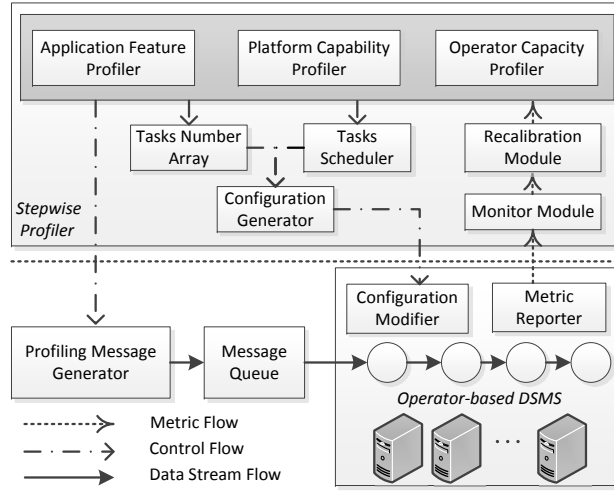 Application Feature
Profiler
Platform Capability
Profiler
Operator Capacity
Profiler
Tasks Number
Array
Tasks
Scheduler
Recalibration
Module
Configuration
Generator
Monitor Module
Stepwise
Profiler
Configuration
Modifier
Metric
Reporter
Profiling Message
Generator
Message
Queue
Operator-based DSMS
...
Metric Flow
Control Flow
Data Stream Flow